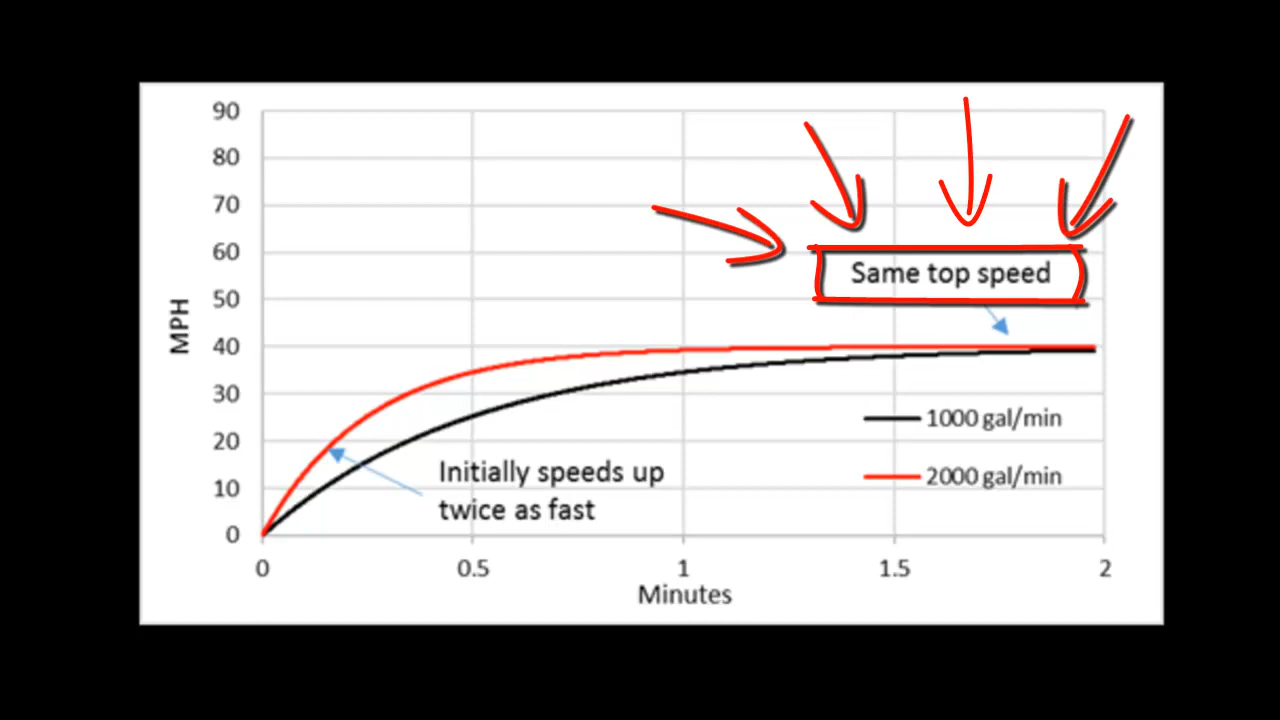 90
80
70
60
Same top speed
50
MPH
40
30
1000 gal/min
20
2000 gal/min
Initially speeds up
10
twice as fast
0
0 0.5 1 1.5 2
Minutes